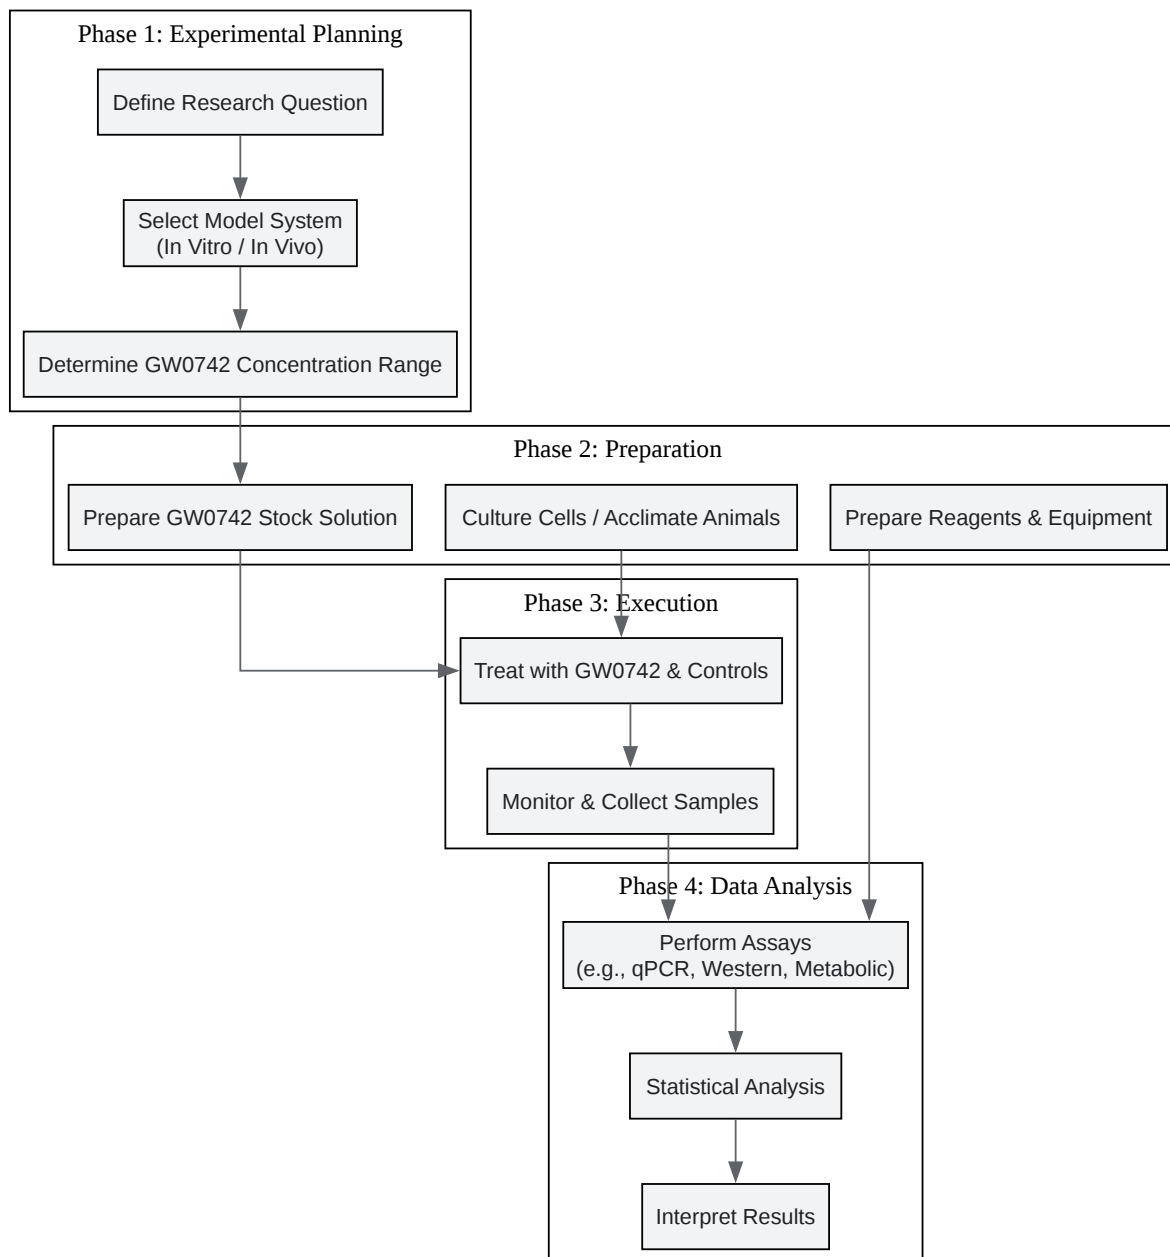 Phase 1: Experimental Planning
Define Research Question
Select Model System
(In Vitro / In Vivo)
Determine GW0742 Concentration Range
Phase 2: Preparation
Prepare GW0742 Stock Solution
Culture Cells / Acclimate Animals
Prepare Reagents & Equipment
Phase 3: Execution
Treat with GW0742 & Controls
Monitor & Collect Samples
Phase 4: Data Analysis
Perform Assays
(e.g., qPCR, Western, Metabolic)
Statistical Analysis
Interpret Results